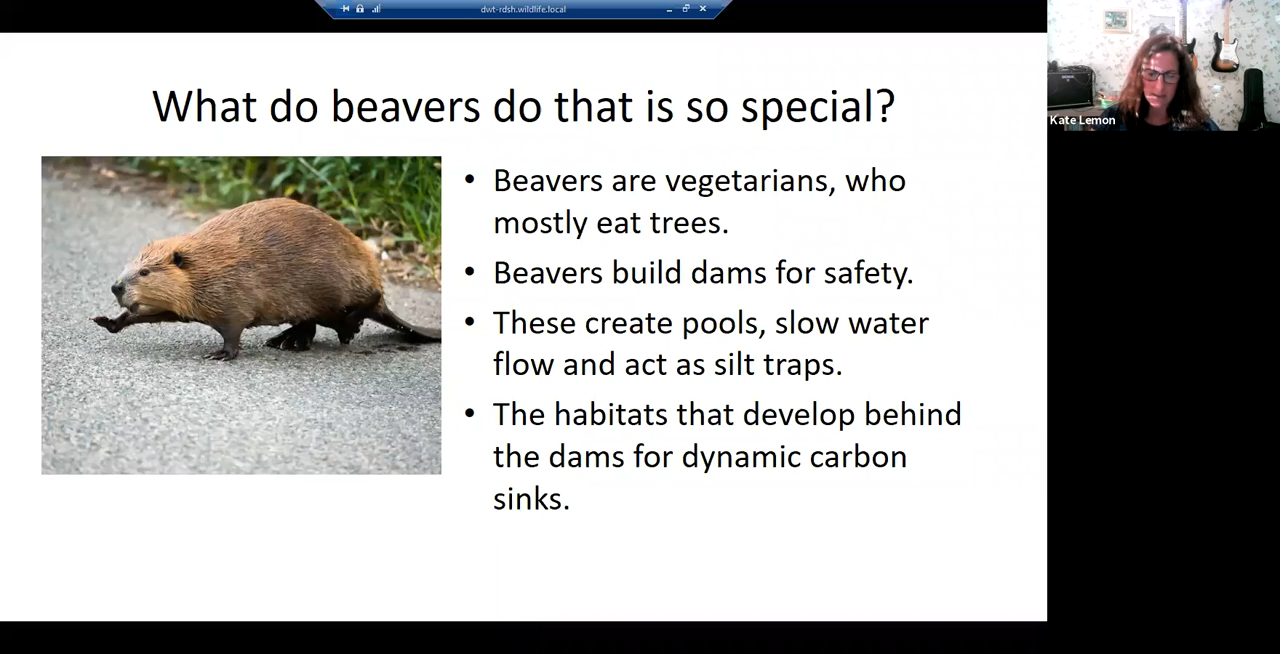 dwt-rdsh.wildlife.local
What do beavers do that is so special?
• Beavers are vegetarians, who
mostly eat trees.
• Beavers build dams for safety.
• These create pools, slow water
flow and act as silt traps.
• The habitats that develop behind
the dams for dynamic carbon
sinks.
Kate Lemon